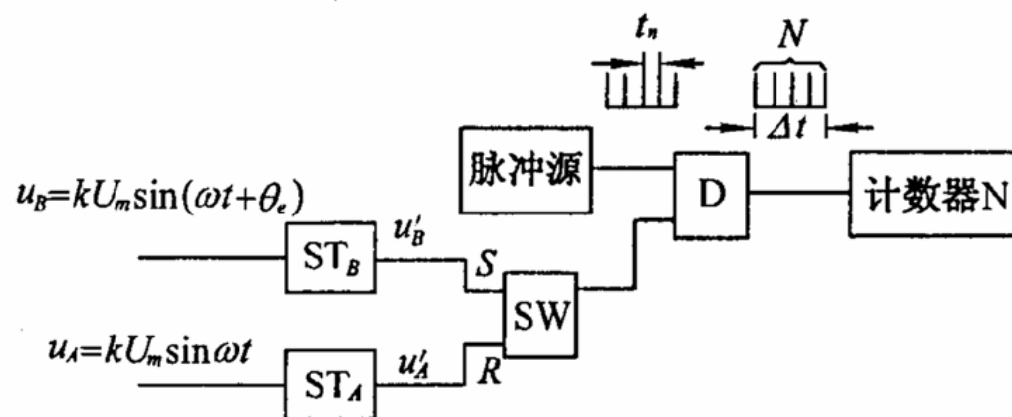 tₙ
N
Δt
脉冲源
D
计数器N
u_B=kU_m sin(ωt+θ_e)
ST_B
u'_B
S
SW
u_A=kU_m sinωt
ST_A
u'_A
R